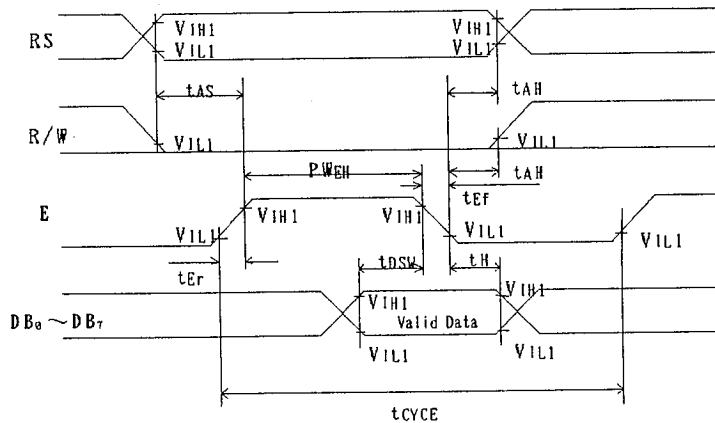 RS
VIH1
VIL1
VIH1
VIL1
tAS
tAH
R/W
VIL1
VIL1
PWEH
tAH
tEf
E
VIL1
VIH1
VIH1
VIL1
VIL1
tEr
tDSW
tH
DB0 ~ DB7
VIH1
Valid Data
VIH1
VIL1
VIL1
tCYCE